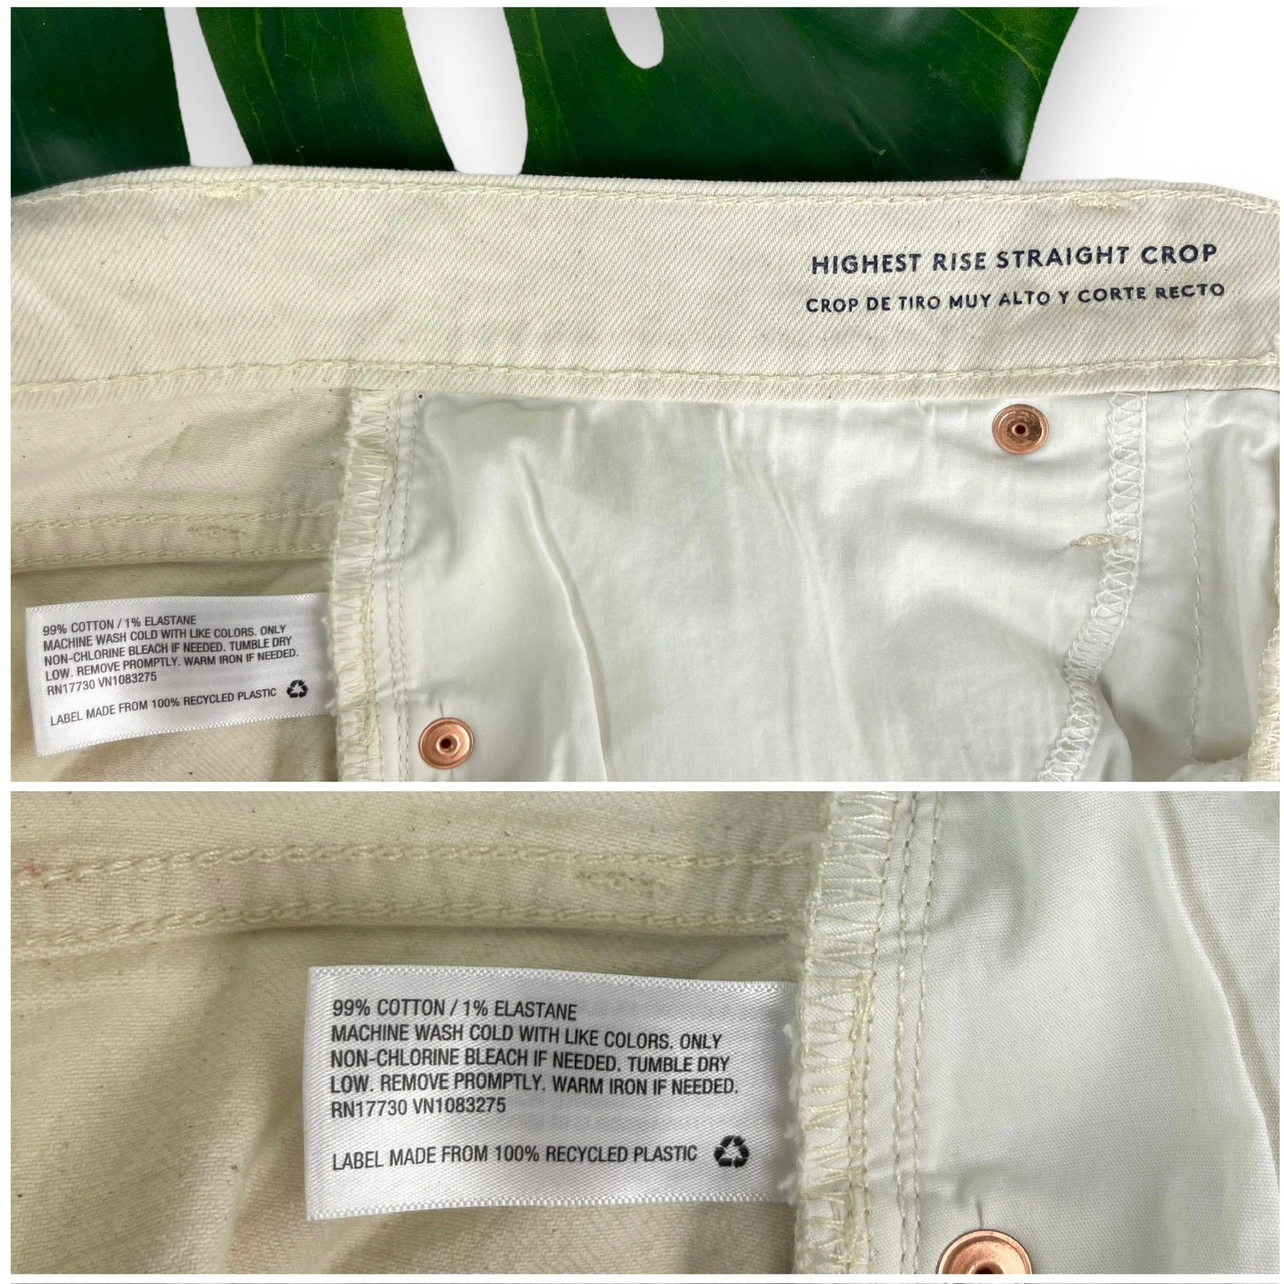 HIGHEST RISE STRAIGHT CROP
CROP DE TIRO MUY ALTO Y CORTE RECTO
99% COTTON / 1% ELASTANE
MACHINE WASH COLD WITH LIKE COLORS. ONLY
NON-CHLORINE BLEACH IF NEEDED. TUMBLE DRY
LOW. REMOVE PROMPTLY. WARM IRON IF NEEDED.
RN17730 VN1083275
LABEL MADE FROM 100% RECYCLED PLASTIC
99% COTTON / 1% ELASTANE
MACHINE WASH COLD WITH LIKE COLORS. ONLY
NON-CHLORINE BLEACH IF NEEDED. TUMBLE DRY
LOW. REMOVE PROMPTLY. WARM IRON IF NEEDED.
RN17730 VN1083275
LABEL MADE FROM 100% RECYCLED PLASTIC